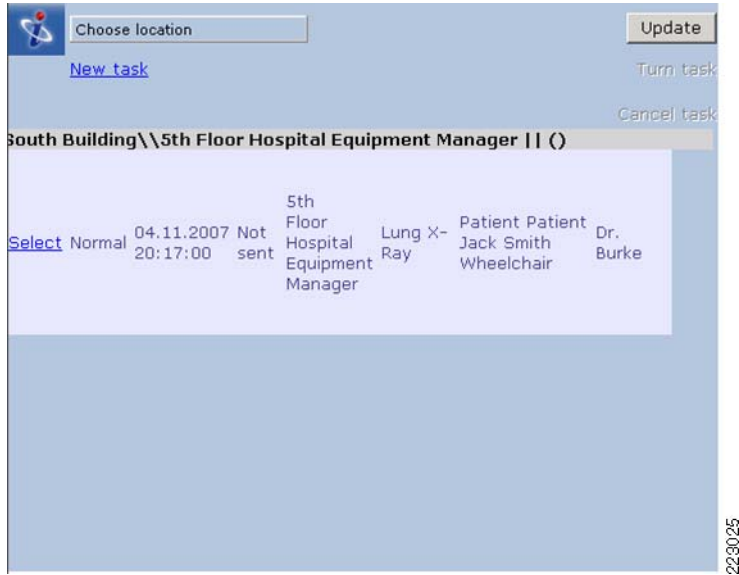 Choose location
Update
New task
Turn task
Cancel task
South Building\\5th Floor Hospital Equipment Manager || ()
Select
Normal
04.11.2007
20:17:00
Not
sent
5th
Floor
Hospital
Equipment
Manager
Lung X-
Ray
Patient Patient
Jack Smith
Wheelchair
Dr.
Burke
223025